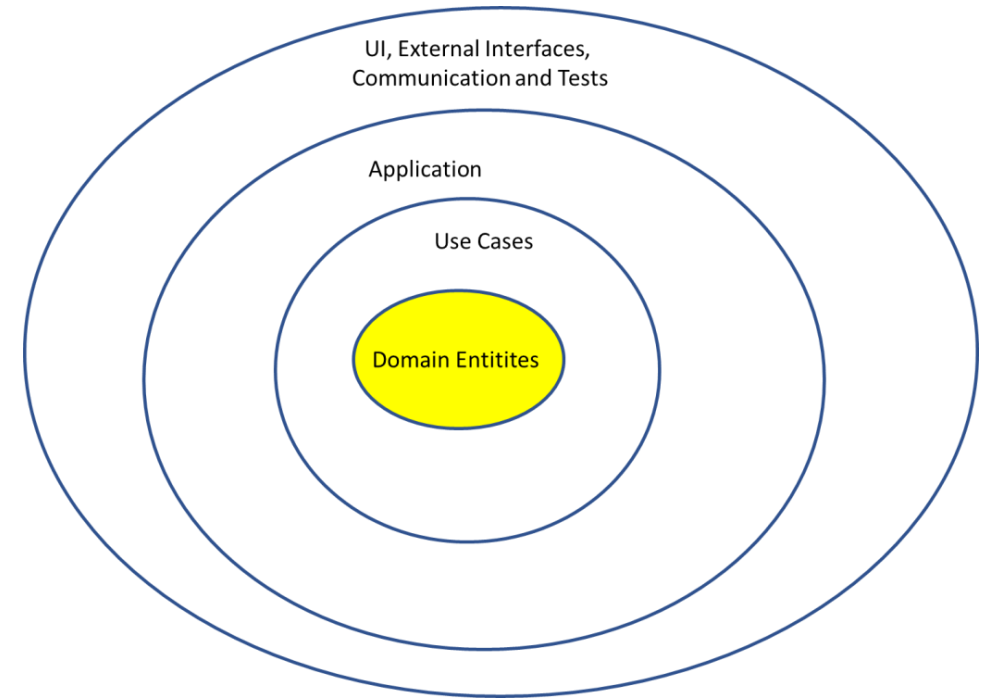 UI, External Interfaces,
Communication and Tests
Application
Use Cases
Domain Entitites